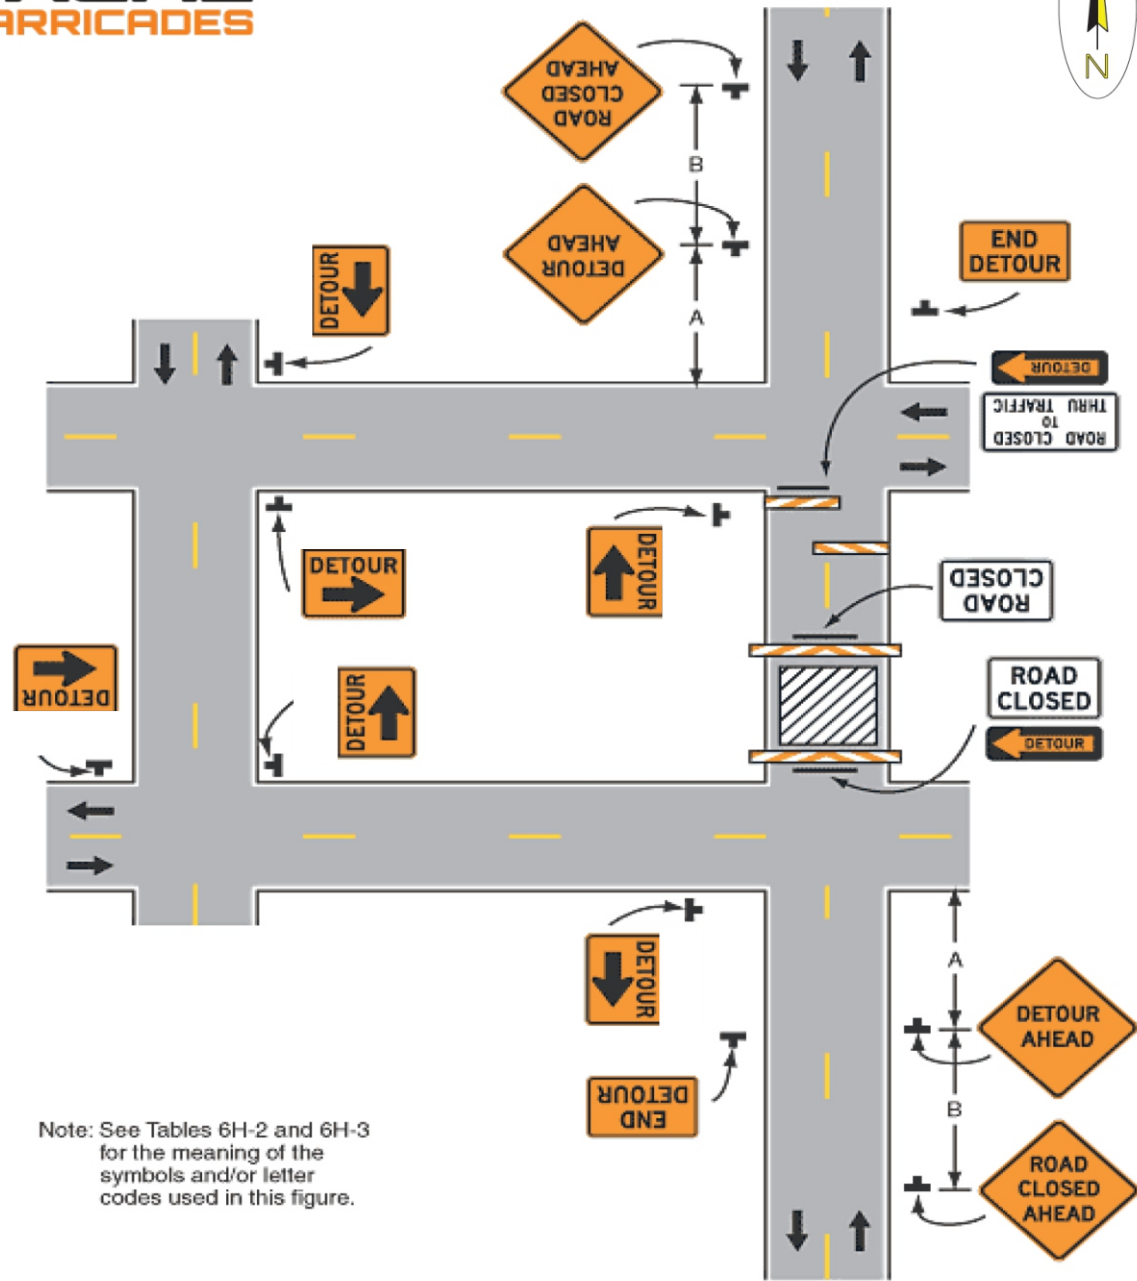 ARRICADES
N
ROAD
CLOSED
AHEAD
B
DETOUR
AHEAD
A
DETOUR
END
DETOUR
DETOUR
ROAD CLOSED
TO
THRU TRAFFIC
DETOUR
DETOUR
ROAD
CLOSED
DETOUR
DETOUR
ROAD
CLOSED
DETOUR
DETOUR
A
DETOUR
AHEAD
END
DETOUR
B
ROAD
CLOSED
AHEAD
Note: See Tables 6H-2 and 6H-3
for the meaning of the
symbols and/or letter
codes used in this figure.